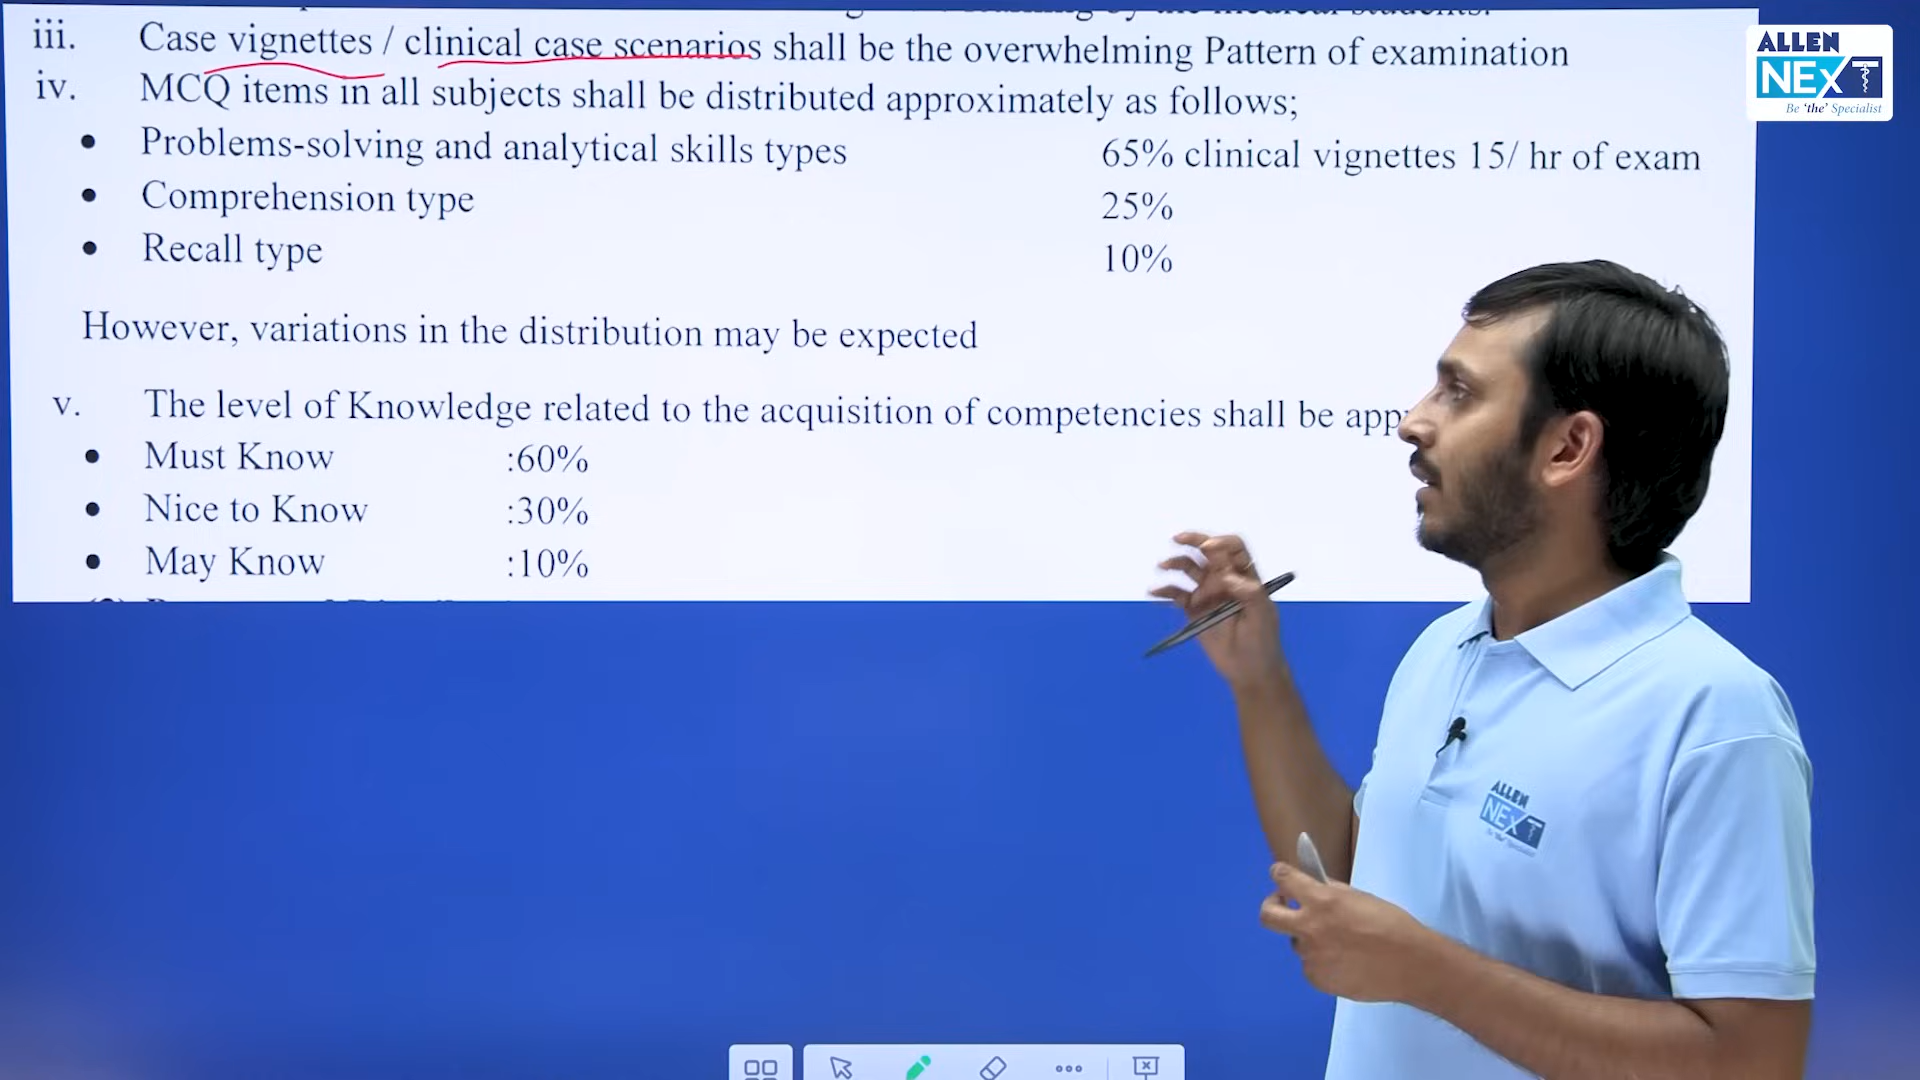 iii. Case vignettes / clinical case scenarios shall be the overwhelming Pattern of examination
iv. MCQ items in all subjects shall be distributed approximately as follows;
• Problems-solving and analytical skills types 65% clinical vignettes 15/ hr of exam
• Comprehension type 25%
• Recall type 10%
However, variations in the distribution may be expected
v. The level of Knowledge related to the acquisition of competencies shall be app
• Must Know :60%
• Nice to Know :30%
• May Know :10%
ALLEN
NEXT
Be 'the' Specialist
ALLEN
NEXT